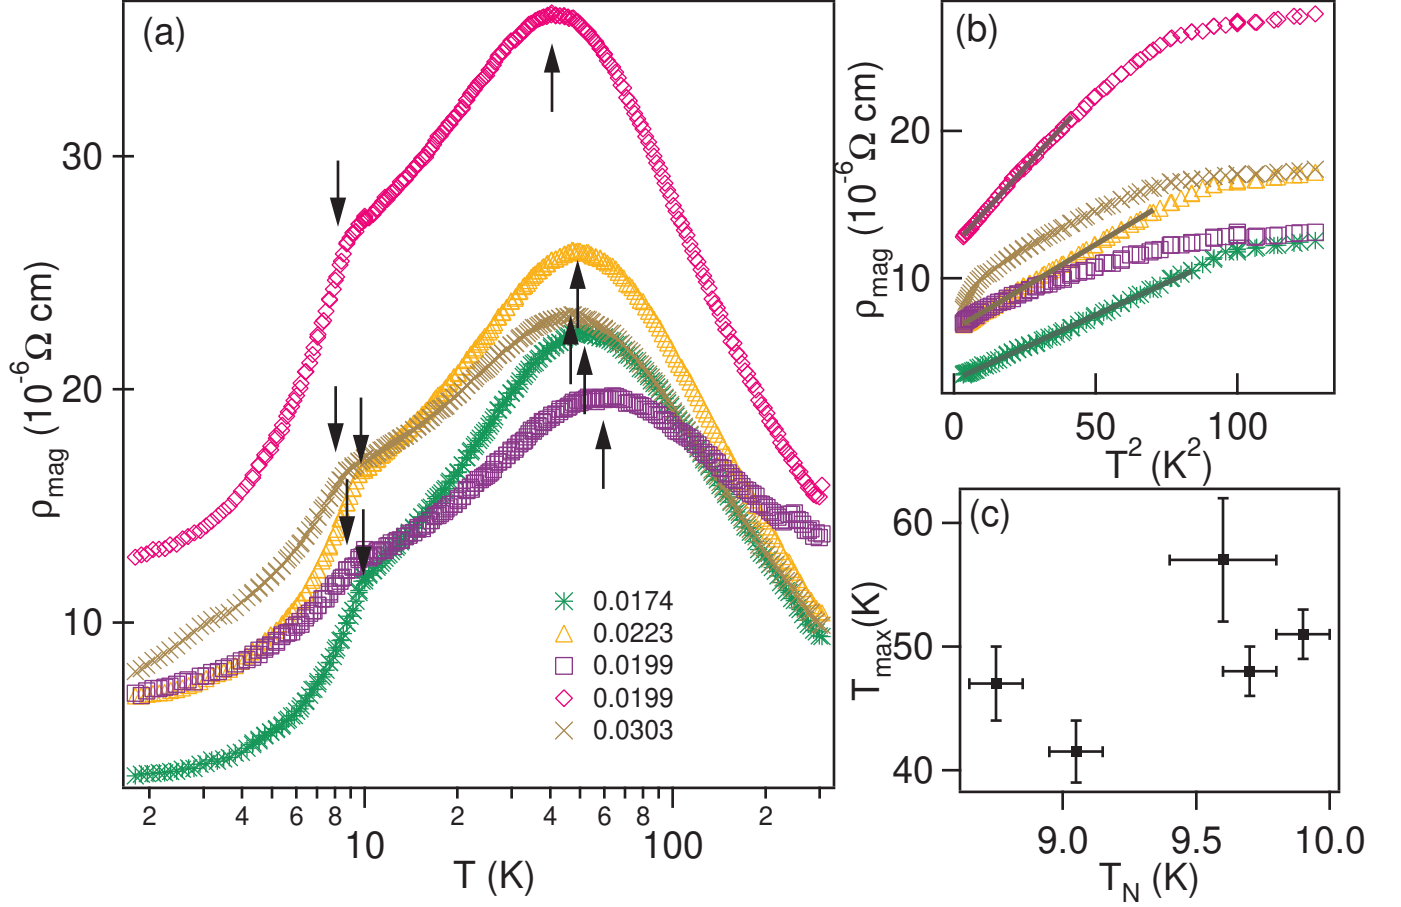 (a)
ρmag (10⁻⁶Ω cm)
30
20
10
0.0174
0.0223
0.0199
0.0199
0.0303
2 4 6 8 2 4 6 8 2
10 100
T (K)
(b)
ρmag (10⁻⁶Ω cm)
20
10
0 50 100
T² (K²)
(c)
Tmax(K)
60
50
40
9.0 9.5 10.0
T_N (K)